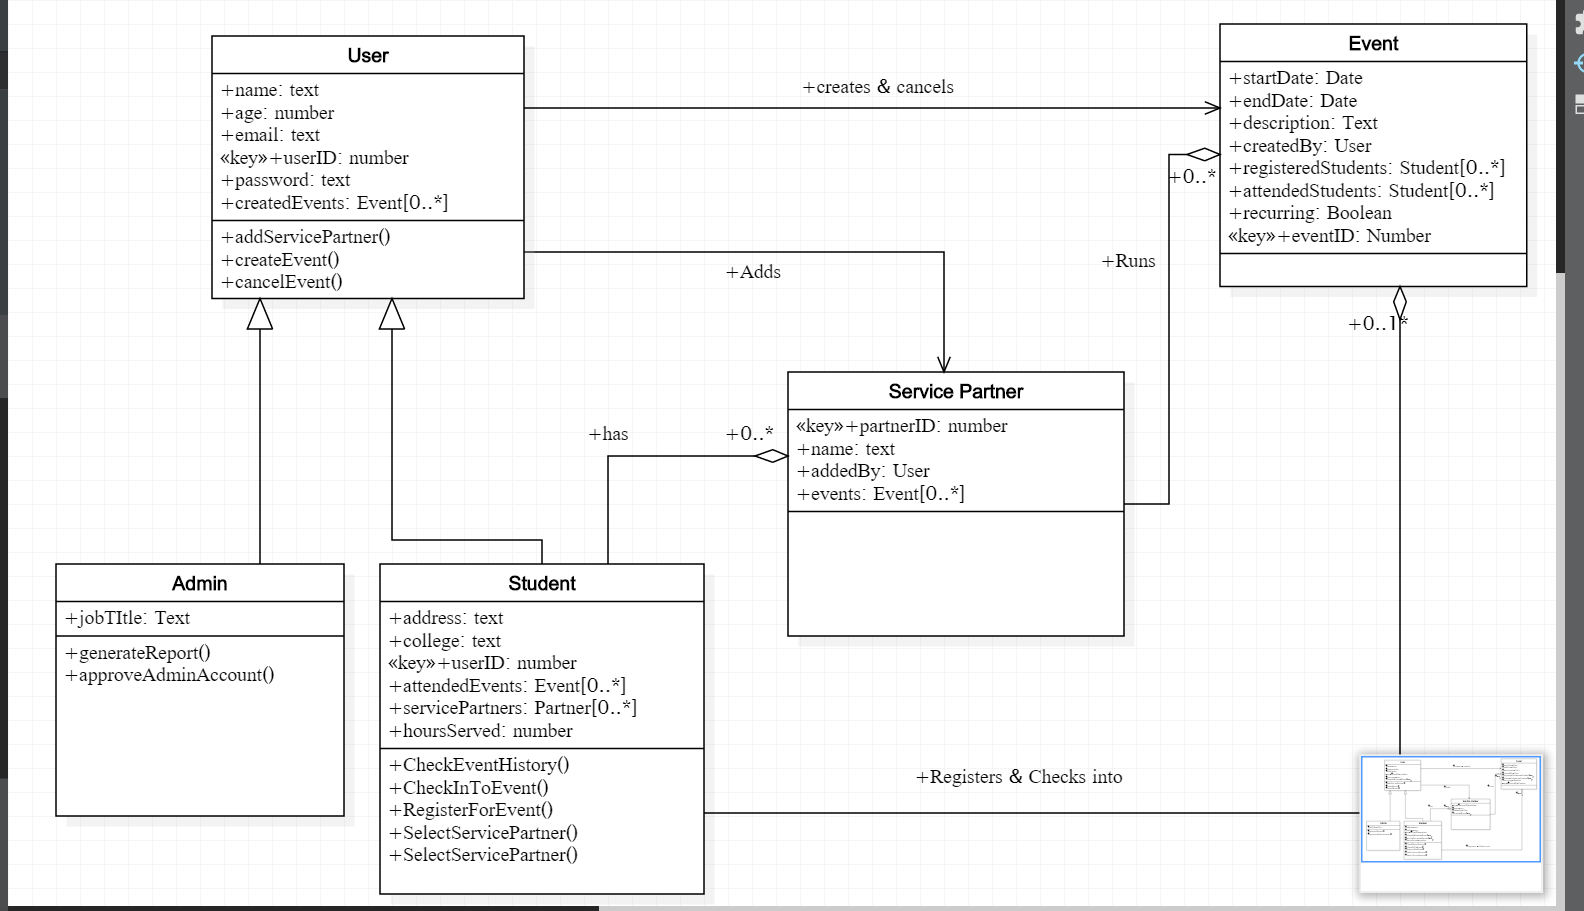 User
+name: text
+age: number
+email: text
«key»+userID: number
+password: text
+createdEvents: Event[0..*]
+addServicePartner()
+createEvent()
+cancelEvent()
+creates & cancels
Event
+startDate: Date
+endDate: Date
+description: Text
+createdBy: User
+registeredStudents: Student[0..*]
+attendedStudents: Student[0..*]
+recurring: Boolean
«key»+eventID: Number
+0..*
+Runs
+Adds
+0..1*
Service Partner
«key»+partnerID: number
+name: text
+addedBy: User
+events: Event[0..*]
+has
+0..*
Admin
+jobTItle: Text
+generateReport()
+approveAdminAccount()
Student
+address: text
+college: text
«key»+userID: number
+attendedEvents: Event[0..*]
+servicePartners: Partner[0..*]
+hoursServed: number
+CheckEventHistory()
+CheckInToEvent()
+RegisterForEvent()
+SelectServicePartner()
+SelectServicePartner()
+Registers & Checks into